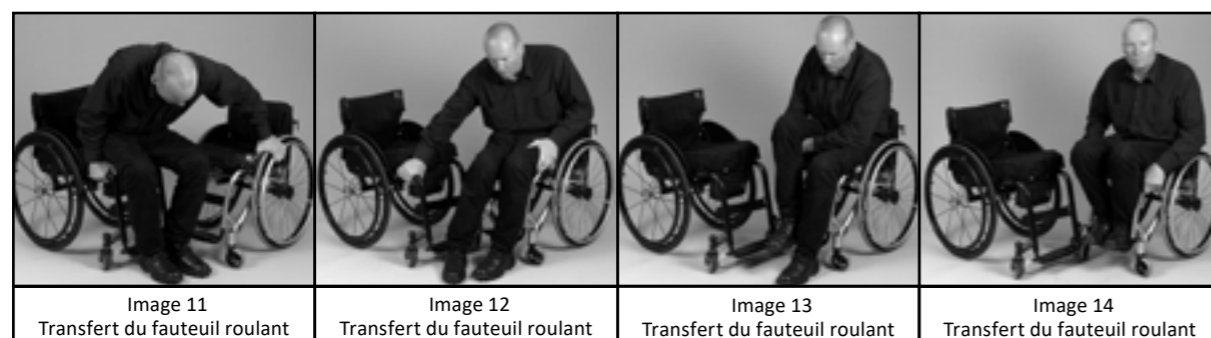 Image 11
Transfert du fauteuil roulant
Image 12
Transfert du fauteuil roulant
Image 13
Transfert du fauteuil roulant
Image 14
Transfert du fauteuil roulant